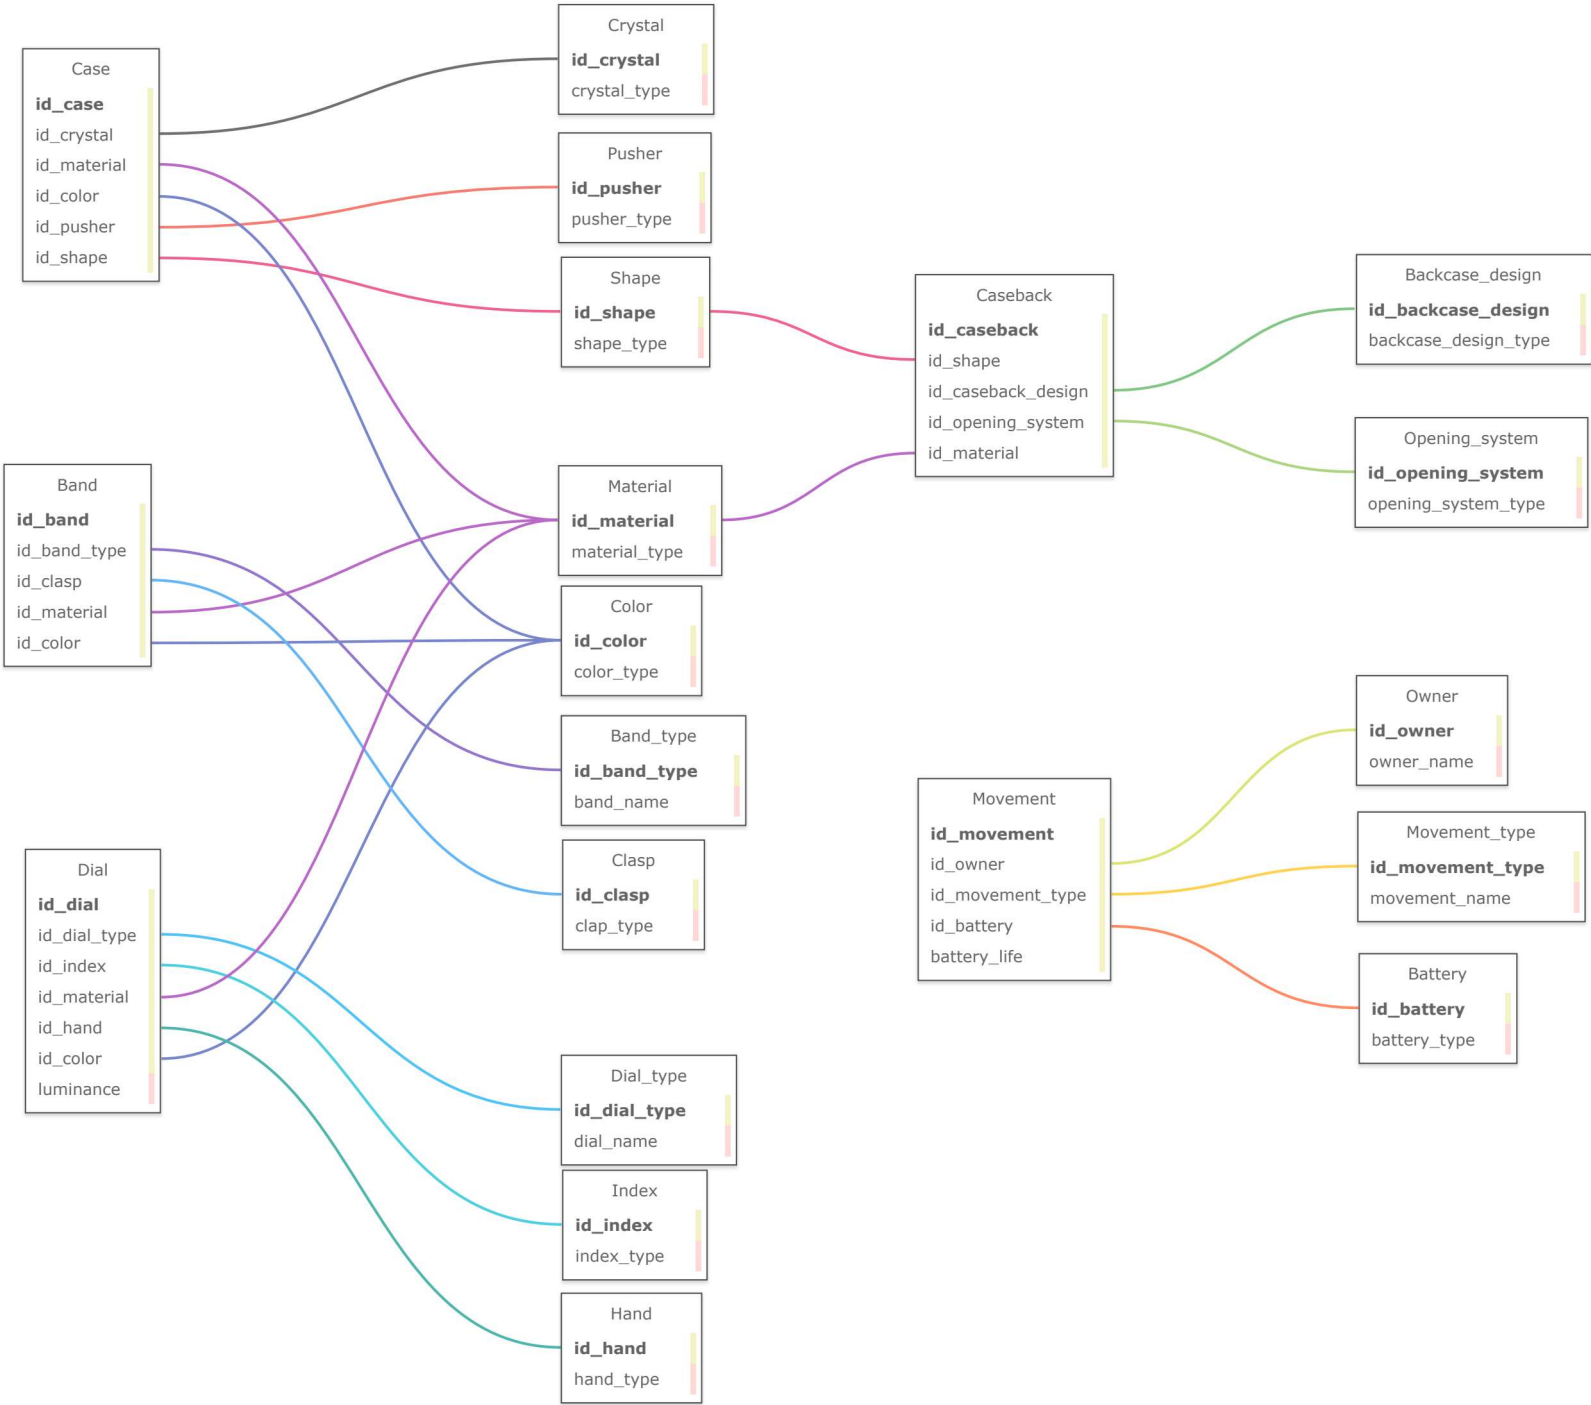 Case
id_case
id_crystal
id_material
id_color
id_pusher
id_shape
Band
id_band
id_band_type
id_clasp
id_material
id_color
Dial
id_dial
id_dial_type
id_index
id_material
id_hand
id_color
luminance
Crystal
id_crystal
crystal_type
Pusher
id_pusher
pusher_type
Shape
id_shape
shape_type
Material
id_material
material_type
Color
id_color
color_type
Band_type
id_band_type
band_name
Clasp
id_clasp
clap_type
Dial_type
id_dial_type
dial_name
Index
id_index
index_type
Hand
id_hand
hand_type
Caseback
id_caseback
id_shape
id_caseback_design
id_opening_system
id_material
Movement
id_movement
id_owner
id_movement_type
id_battery
battery_life
Backcase_design
id_backcase_design
backcase_design_type
Opening_system
id_opening_system
opening_system_type
Owner
id_owner
owner_name
Movement_type
id_movement_type
movement_name
Battery
id_battery
battery_type